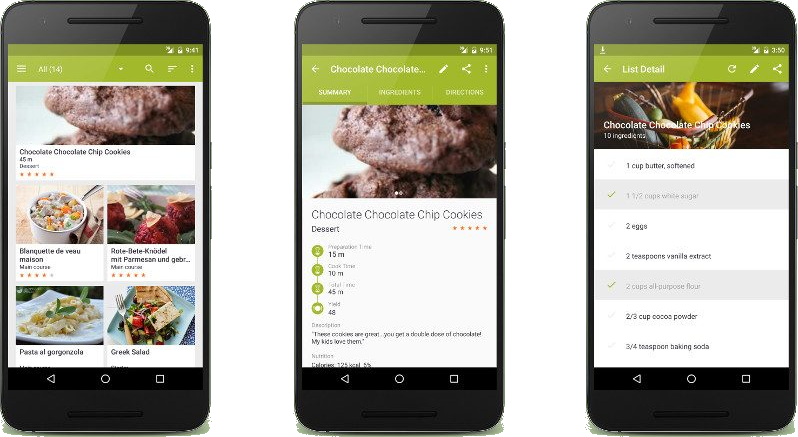 9:41
All (14)
Chocolate Chocolate Chip Cookies
45 m
Dessert
Blanquette de veau
maison
Main course
Rote-Bete-Knödel
mit Parmesan und gebr...
Main course
Pasta al gorgonzola
Greek Salad
9:51
Chocolate Chocolate...
SUMMARY INGREDIENTS DIRECTIONS
Chocolate Chocolate Chip Cookies
Dessert
Preparation Time
15 m
Cook Time
10 m
Total Time
45 m
Yield
48
Description
"These cookies are great...you get a double dose of chocolate!
My kids love them."
Nutrition
Calories: 125 kcal, 6%
3:50
List Detail
Chocolate Chocolate Chip Cookies
10 ingredients
1 cup butter, softened
1 1/2 cups white sugar
2 eggs
2 teaspoons vanilla extract
2 cups all-purpose flour
2/3 cup cocoa powder
3/4 teaspoon baking soda